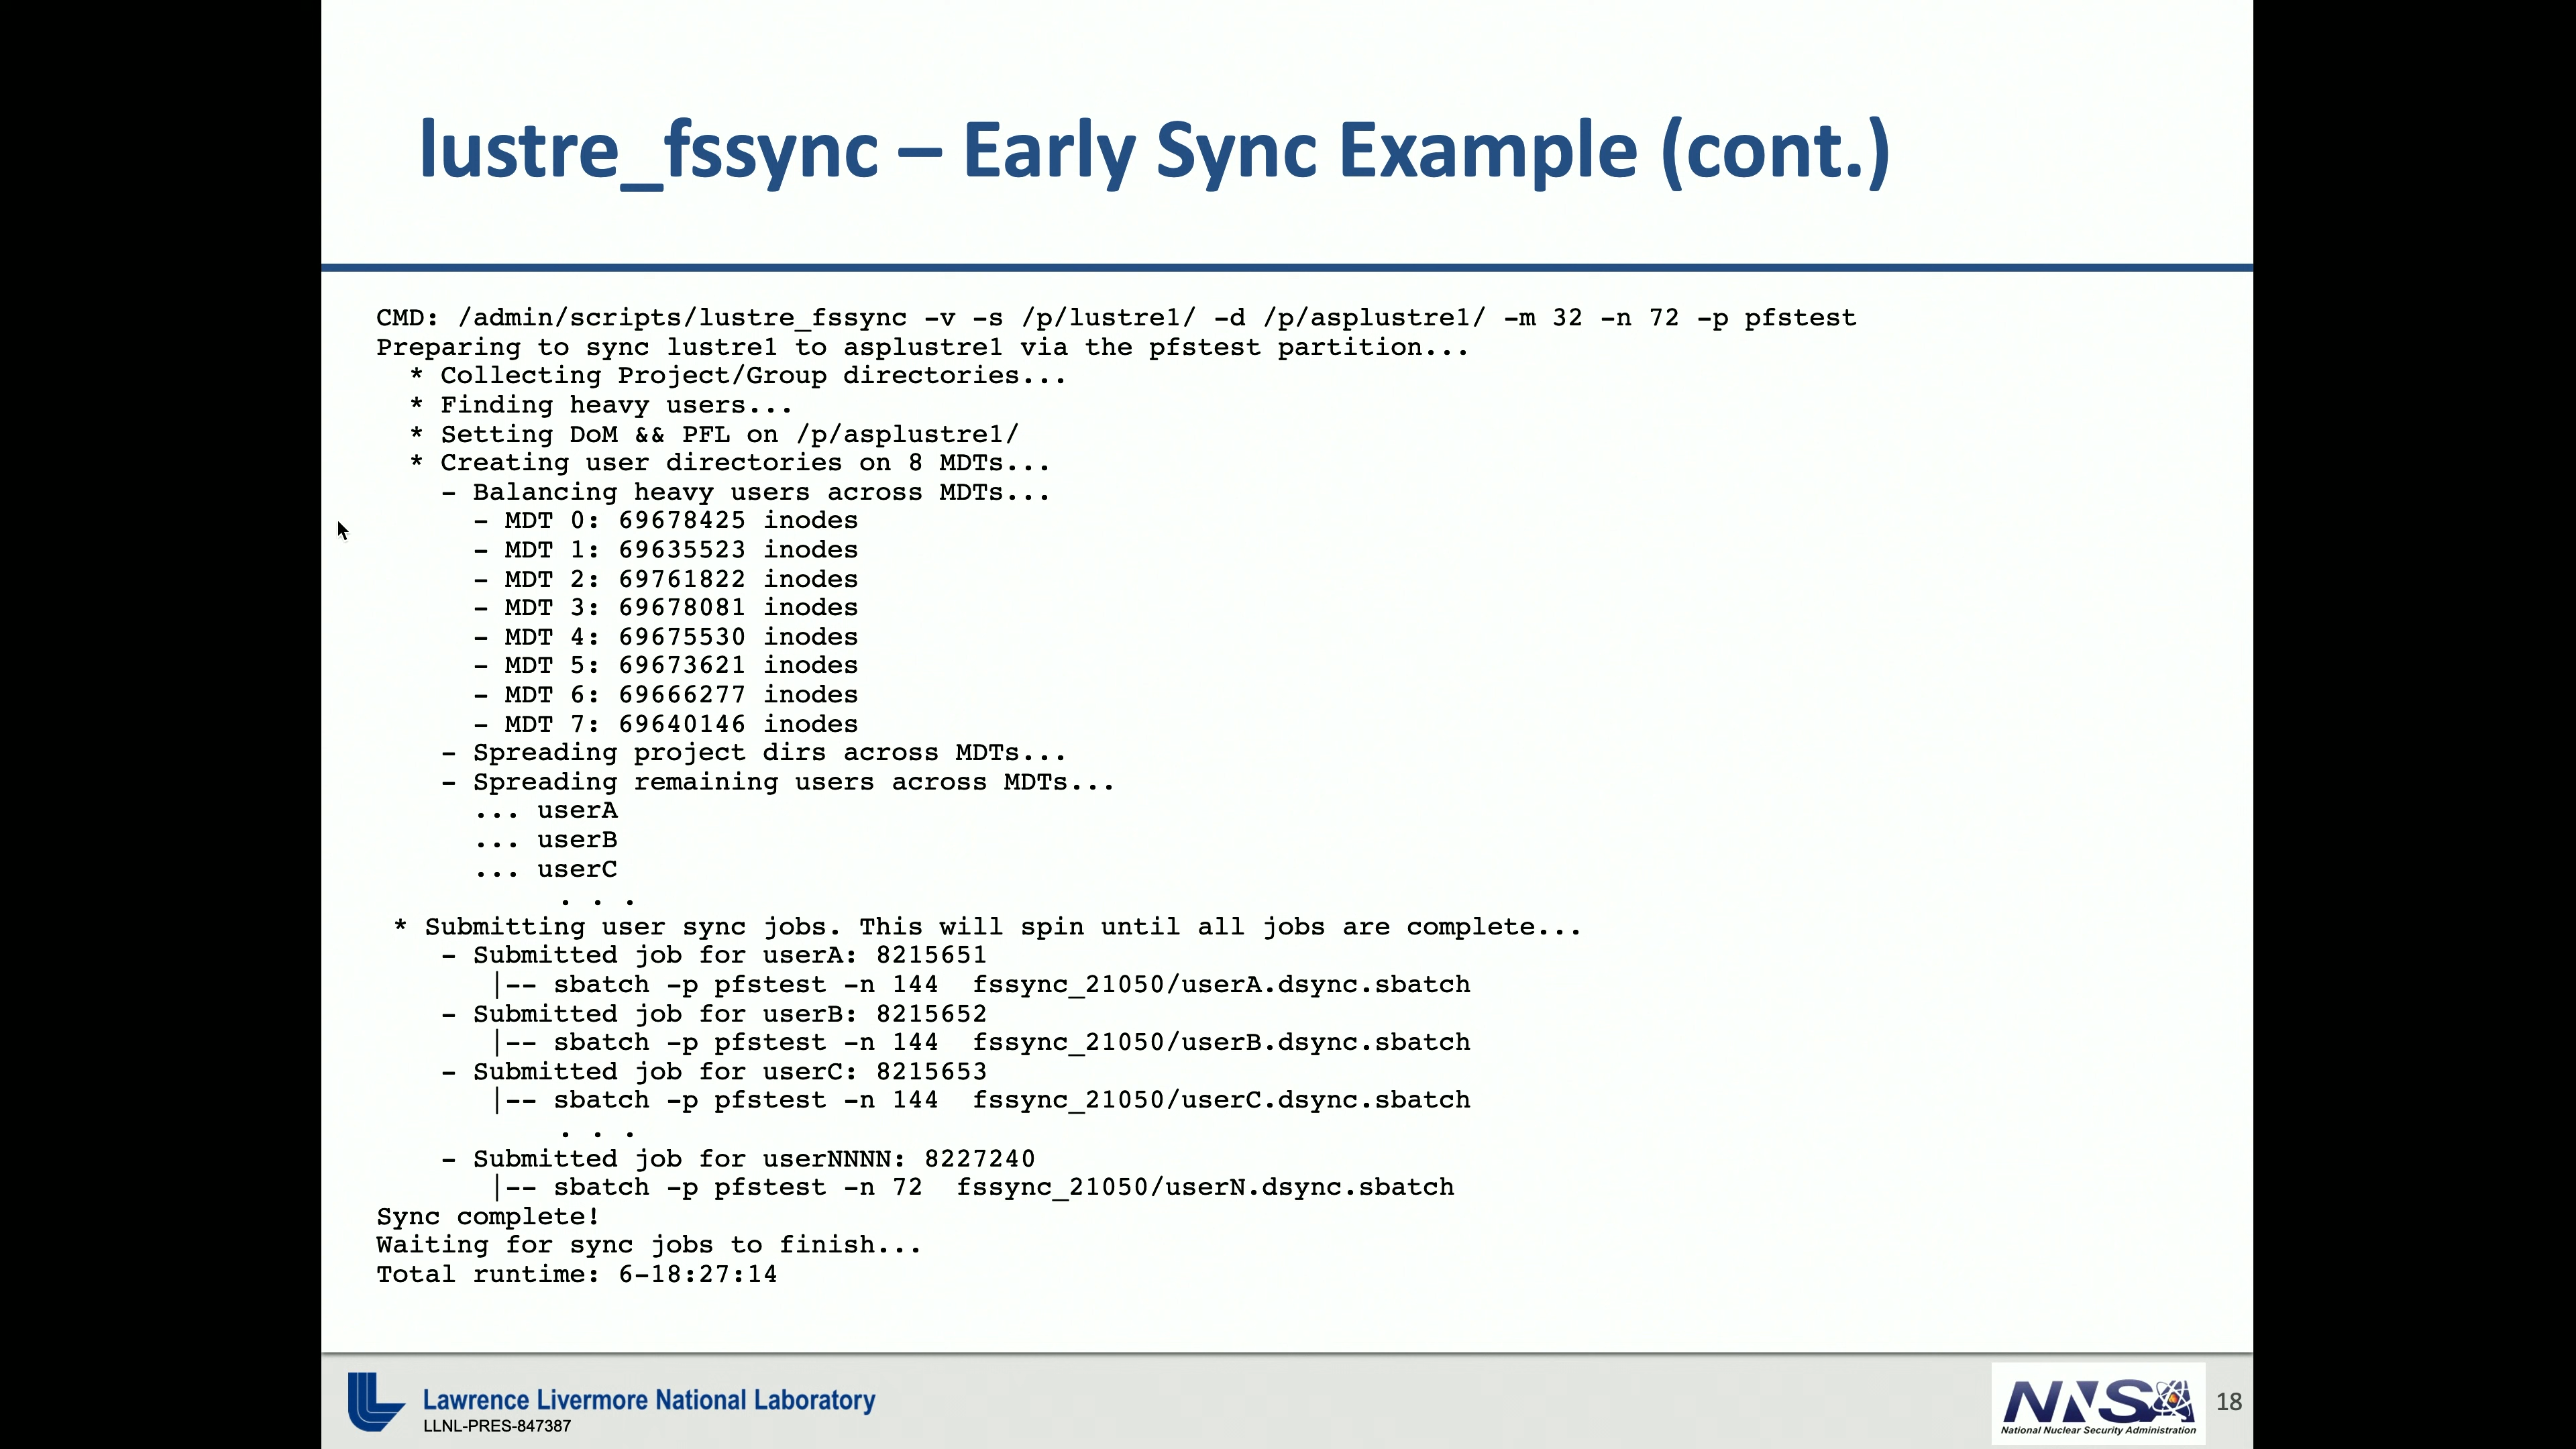 lustre_fssync – Early Sync Example (cont.)
CMD: /admin/scripts/lustre_fssync -v -s /p/lustre1/ -d /p/asplustre1/ -m 32 -n 72 -p pfstest
Preparing to sync lustre1 to asplustre1 via the pfstest partition...
* Collecting Project/Group directories...
* Finding heavy users...
* Setting DoM && PFL on /p/asplustre1/
* Creating user directories on 8 MDTs...
- Balancing heavy users across MDTs...
- MDT 0: 69678425 inodes
- MDT 1: 69635523 inodes
- MDT 2: 69761822 inodes
- MDT 3: 69678081 inodes
- MDT 4: 69675530 inodes
- MDT 5: 69673621 inodes
- MDT 6: 69666277 inodes
- MDT 7: 69640146 inodes
- Spreading project dirs across MDTs...
- Spreading remaining users across MDTs...
... userA
... userB
... userC
. . .
* Submitting user sync jobs. This will spin until all jobs are complete...
- Submitted job for userA: 8215651
|-- sbatch -p pfstest -n 144  fssync_21050/userA.dsync.sbatch
- Submitted job for userB: 8215652
|-- sbatch -p pfstest -n 144  fssync_21050/userB.dsync.sbatch
- Submitted job for userC: 8215653
|-- sbatch -p pfstest -n 144  fssync_21050/userC.dsync.sbatch
. . .
- Submitted job for userNNNN: 8227240
|-- sbatch -p pfstest -n 72  fssync_21050/userN.dsync.sbatch
Sync complete!
Waiting for sync jobs to finish...
Total runtime: 6-18:27:14
Lawrence Livermore National Laboratory
LLNL-PRES-847387
NNSA
National Nuclear Security Administration
18